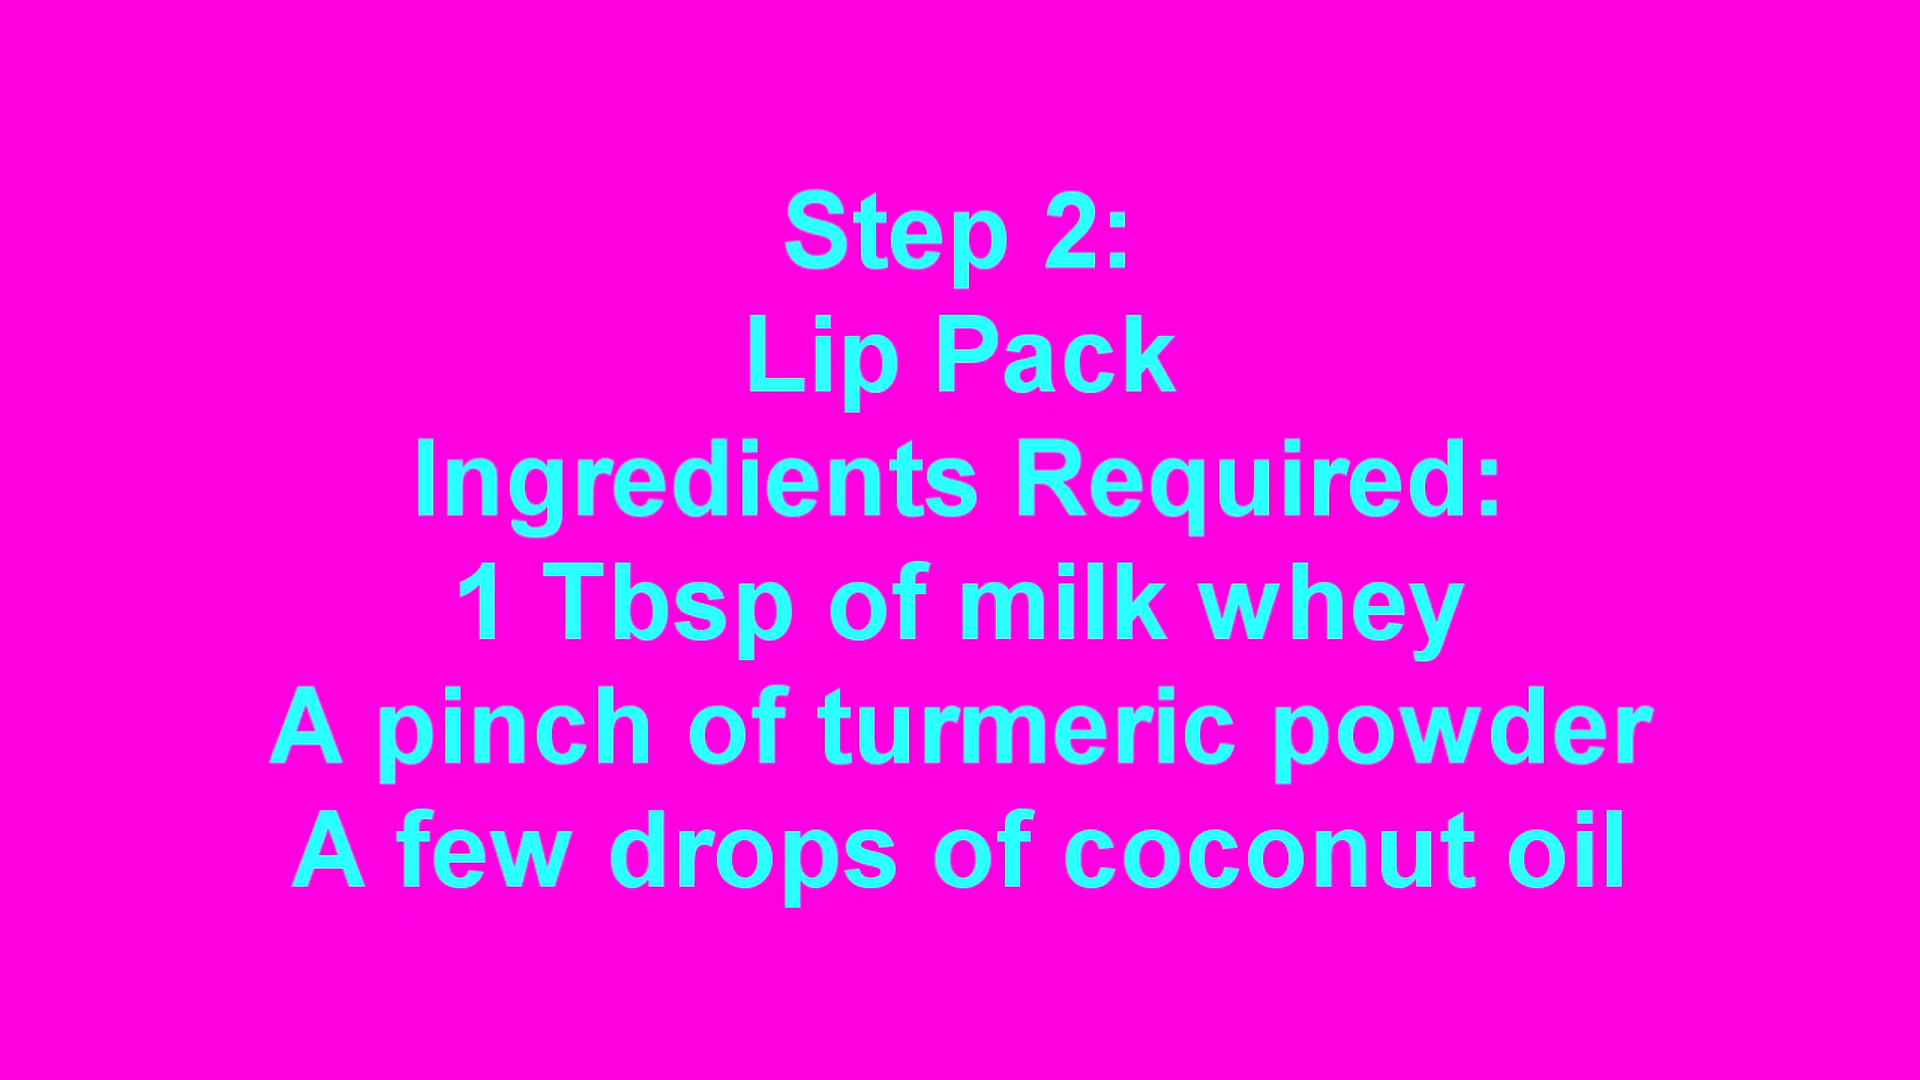 Step 2:
Lip Pack
Ingredients Required:
1 Tbsp of milk whey
A pinch of turmeric powder
A few drops of coconut oil